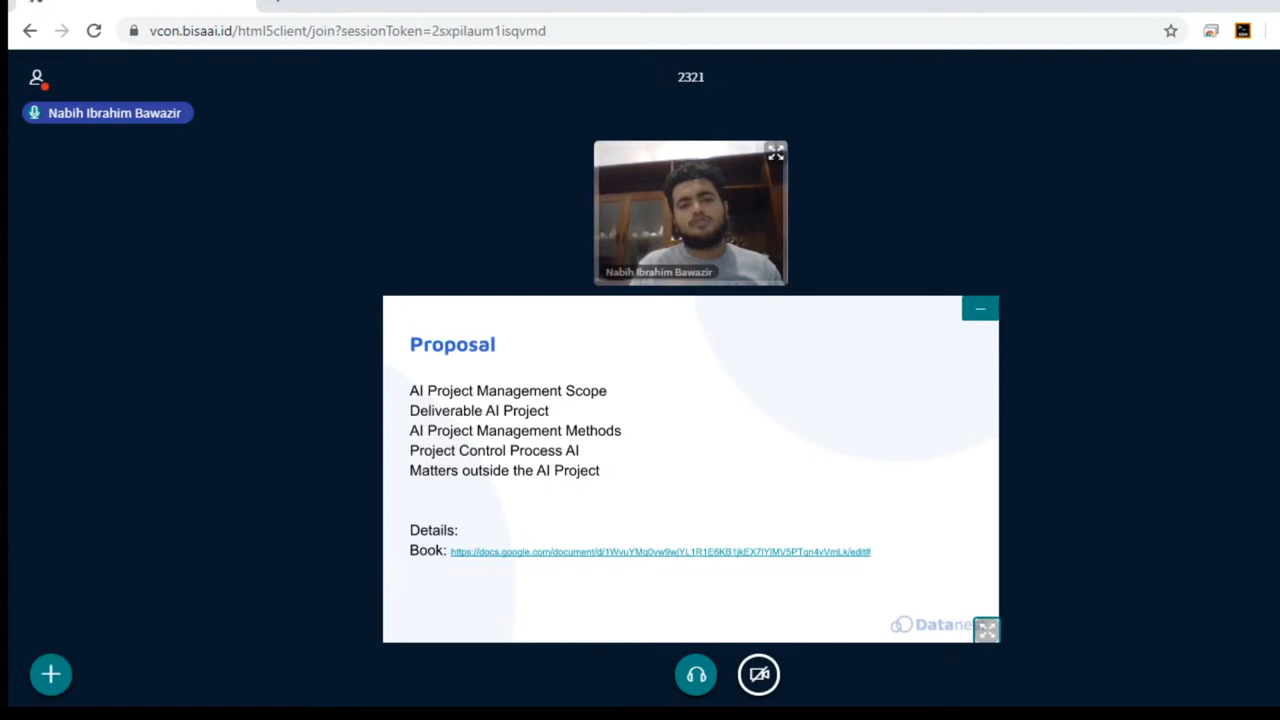 vcon.bisaai.id/html5client/join?sessionToken=2sxpilaum1isqvmd
2321
Nabih Ibrahim Bawazir
Nabih Ibrahim Bawazir
Proposal
AI Project Management Scope
Deliverable AI Project
AI Project Management Methods
Project Control Process AI
Matters outside the AI Project
Details:
Book: